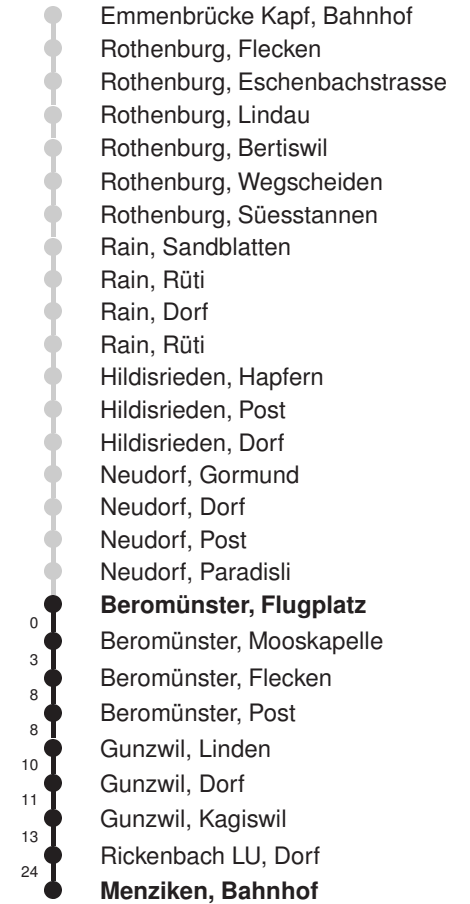 Emmenbrücke Kapf, Bahnhof
Rothenburg, Flecken
Rothenburg, Eschenbachstrasse
Rothenburg, Lindau
Rothenburg, Bertiswil
Rothenburg, Wegscheiden
Rothenburg, Süesstannen
Rain, Sandblatten
Rain, Rüti
Rain, Dorf
Rain, Rüti
Hildisrieden, Hapfern
Hildisrieden, Post
Hildisrieden, Dorf
Neudorf, Gormund
Neudorf, Dorf
Neudorf, Post
Neudorf, Paradisli
Beromünster, Flugplatz
0
Beromünster, Mooskapelle
3
Beromünster, Flecken
8
Beromünster, Post
8
Gunzwil, Linden
10
Gunzwil, Dorf
11
Gunzwil, Kagiswil
13
Rickenbach LU, Dorf
24
Menziken, Bahnhof